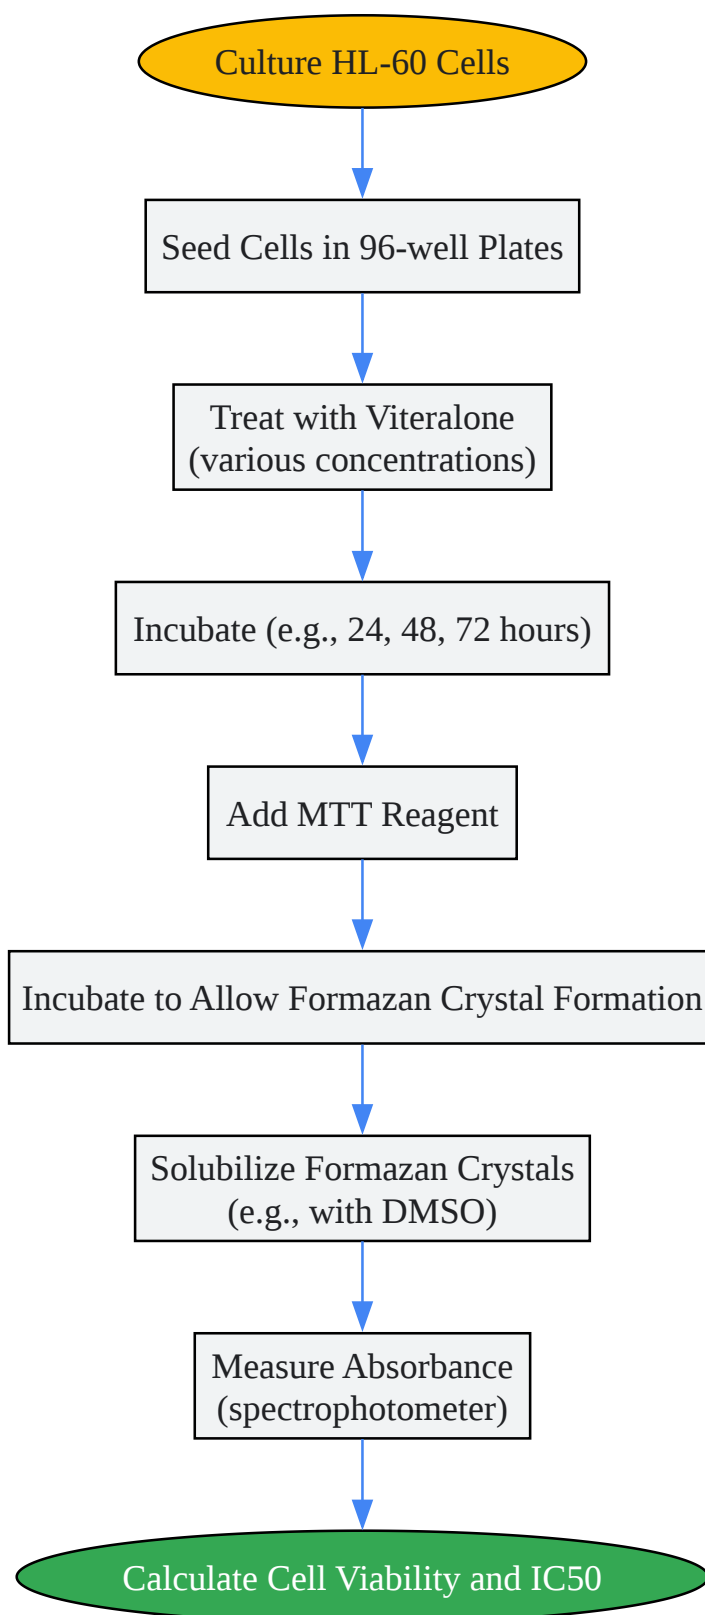 Culture HL-60 Cells
Seed Cells in 96-well Plates
Treat with Viteralone
(various concentrations)
Incubate (e.g., 24, 48, 72 hours)
Add MTT Reagent
Incubate to Allow Formazan Crystal Formation
Solubilize Formazan Crystals
(e.g., with DMSO)
Measure Absorbance
(spectrophotometer)
Calculate Cell Viability and IC50